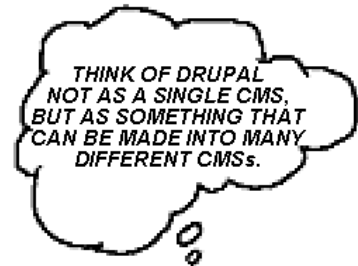 THINK OF DRUPAL
NOT AS A SINGLE CMS,
BUT AS SOMETHING THAT
CAN BE MADE INTO MANY
DIFFERENT CMSs.